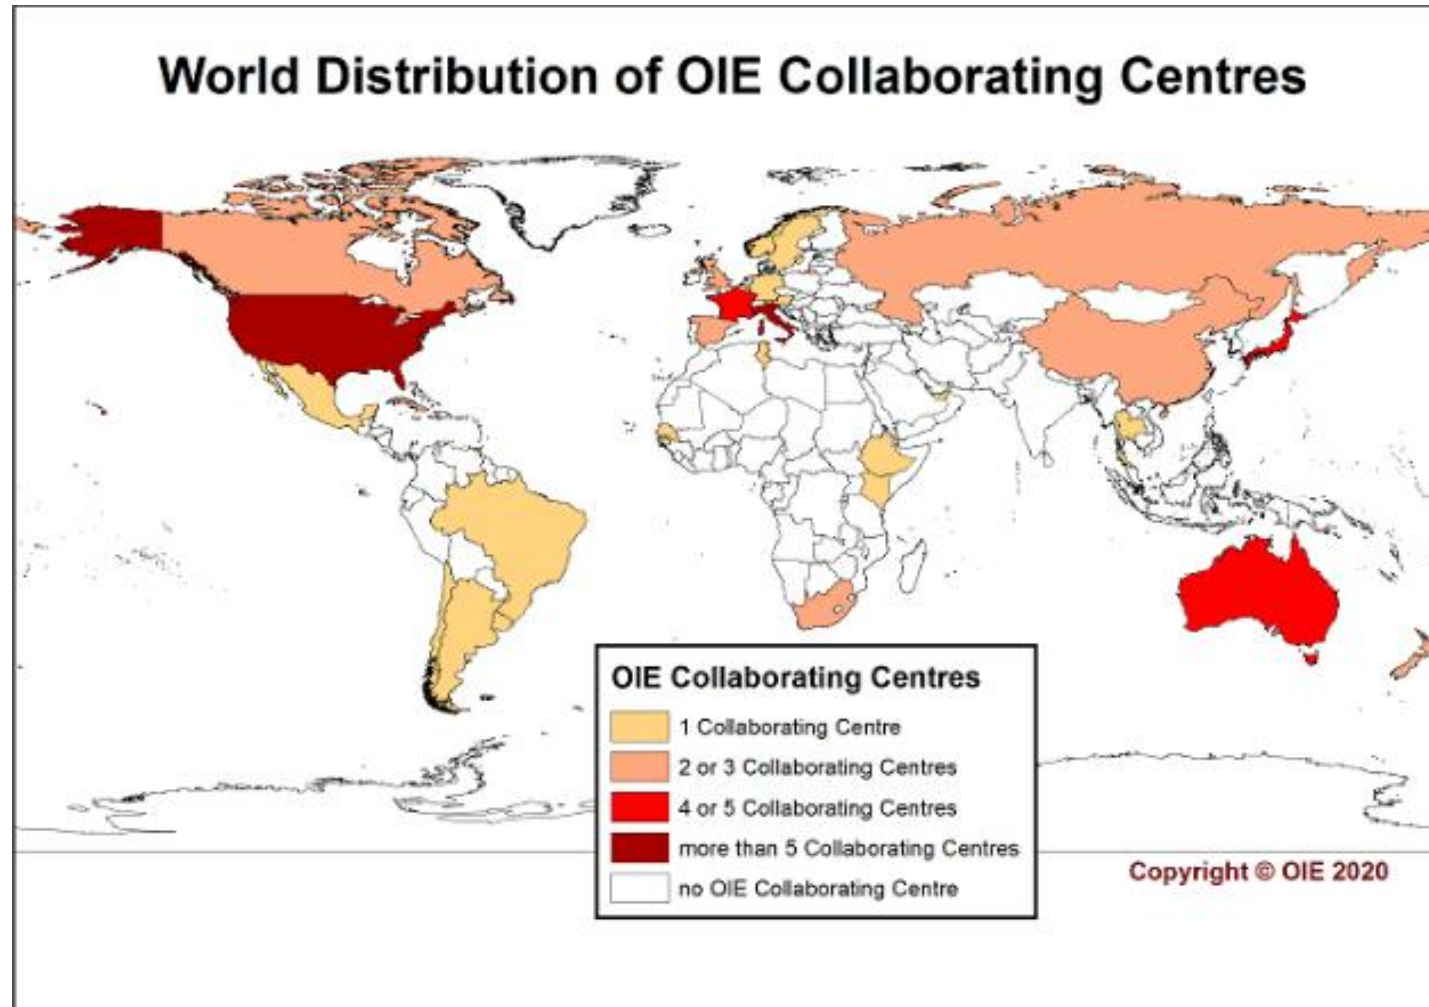 World Distribution of OIE Collaborating Centres
OIE Collaborating Centres
1 Collaborating Centre
2 or 3 Collaborating Centres
4 or 5 Collaborating Centres
more than 5 Collaborating Centres
no OIE Collaborating Centre
Copyright © OIE 2020